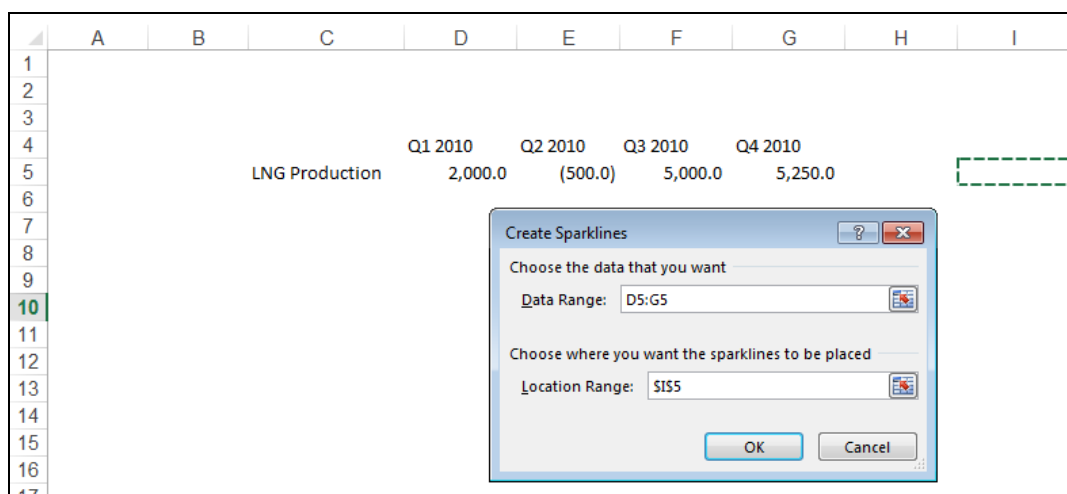 A B C D E F G H I
1
2
3
4 Q1 2010 Q2 2010 Q3 2010 Q4 2010
5 LNG Production 2,000.0 (500.0) 5,000.0 5,250.0
6
7
Create Sparklines ?
8
Choose the data that you want
9
10 Data Range: D5:G5
11
12 Choose where you want the sparklines to be placed
13 Location Range: $I$5
14
15 OK Cancel
16
17